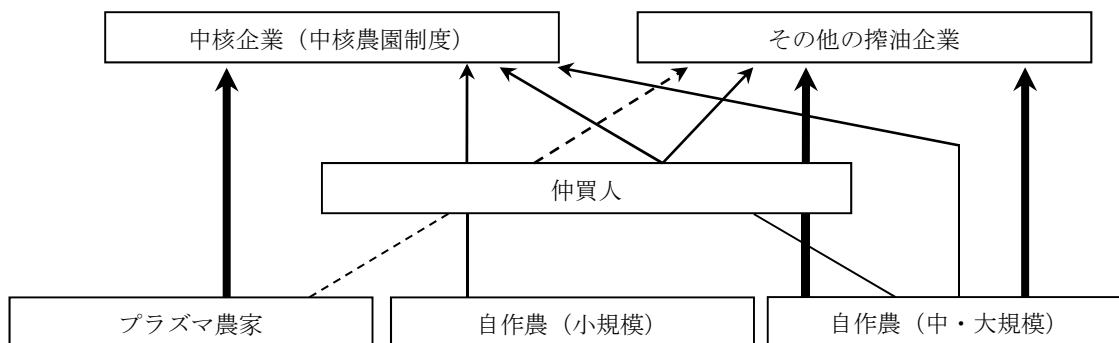 中核企業（中核農園制度）
その他の搾油企業
仲買人
プラズマ農家
自作農（小規模）
自作農（中・大規模）